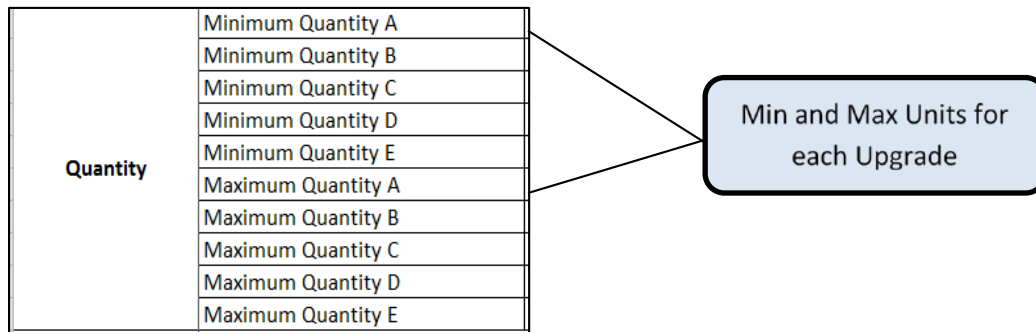 Quantity
Minimum Quantity A
Minimum Quantity B
Minimum Quantity C
Minimum Quantity D
Minimum Quantity E
Maximum Quantity A
Maximum Quantity B
Maximum Quantity C
Maximum Quantity D
Maximum Quantity E
Min and Max Units for
each Upgrade